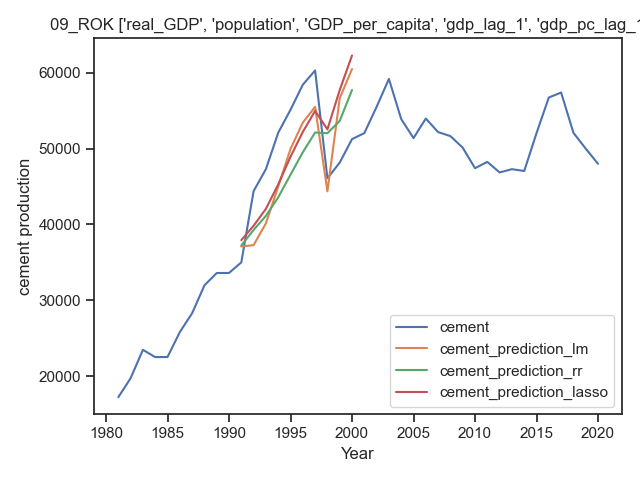 09_ROK ['real_GDP', 'population', 'GDP_per_capita', 'gdp_lag_1', 'gdp_pc_lag_1
60000
50000
40000
30000
20000
cement production
cement
cement_prediction_lm
cement_prediction_rr
cement_prediction_lasso
1980 1985 1990 1995 2000 2005 2010 2015 2020
Year